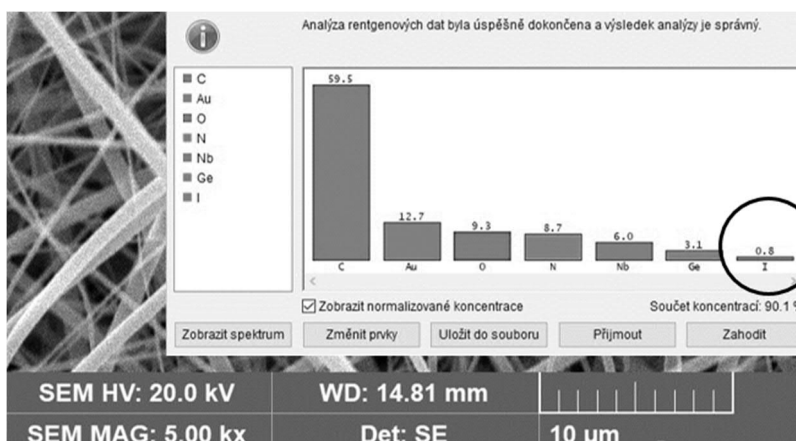 Analýza rentgenových dat byla úspěšně dokončena a výsledek analýzy je správný.
C
Au
O
N
Nb
Ge
I
59.5
12.7
9.3
8.7
6.0
3.1
0.8
C Au O N Nb Ge I
Zobrazit normalizované koncentrace
Součet koncentrací: 90.1 %
Zobrazit spektrum
Změnit prvky
Uložit do souboru
Přijmout
Zahodit
SEM HV: 20.0 kV
WD: 14.81 mm
SEM MAG: 5.00 kx
Det: SE
10 µm